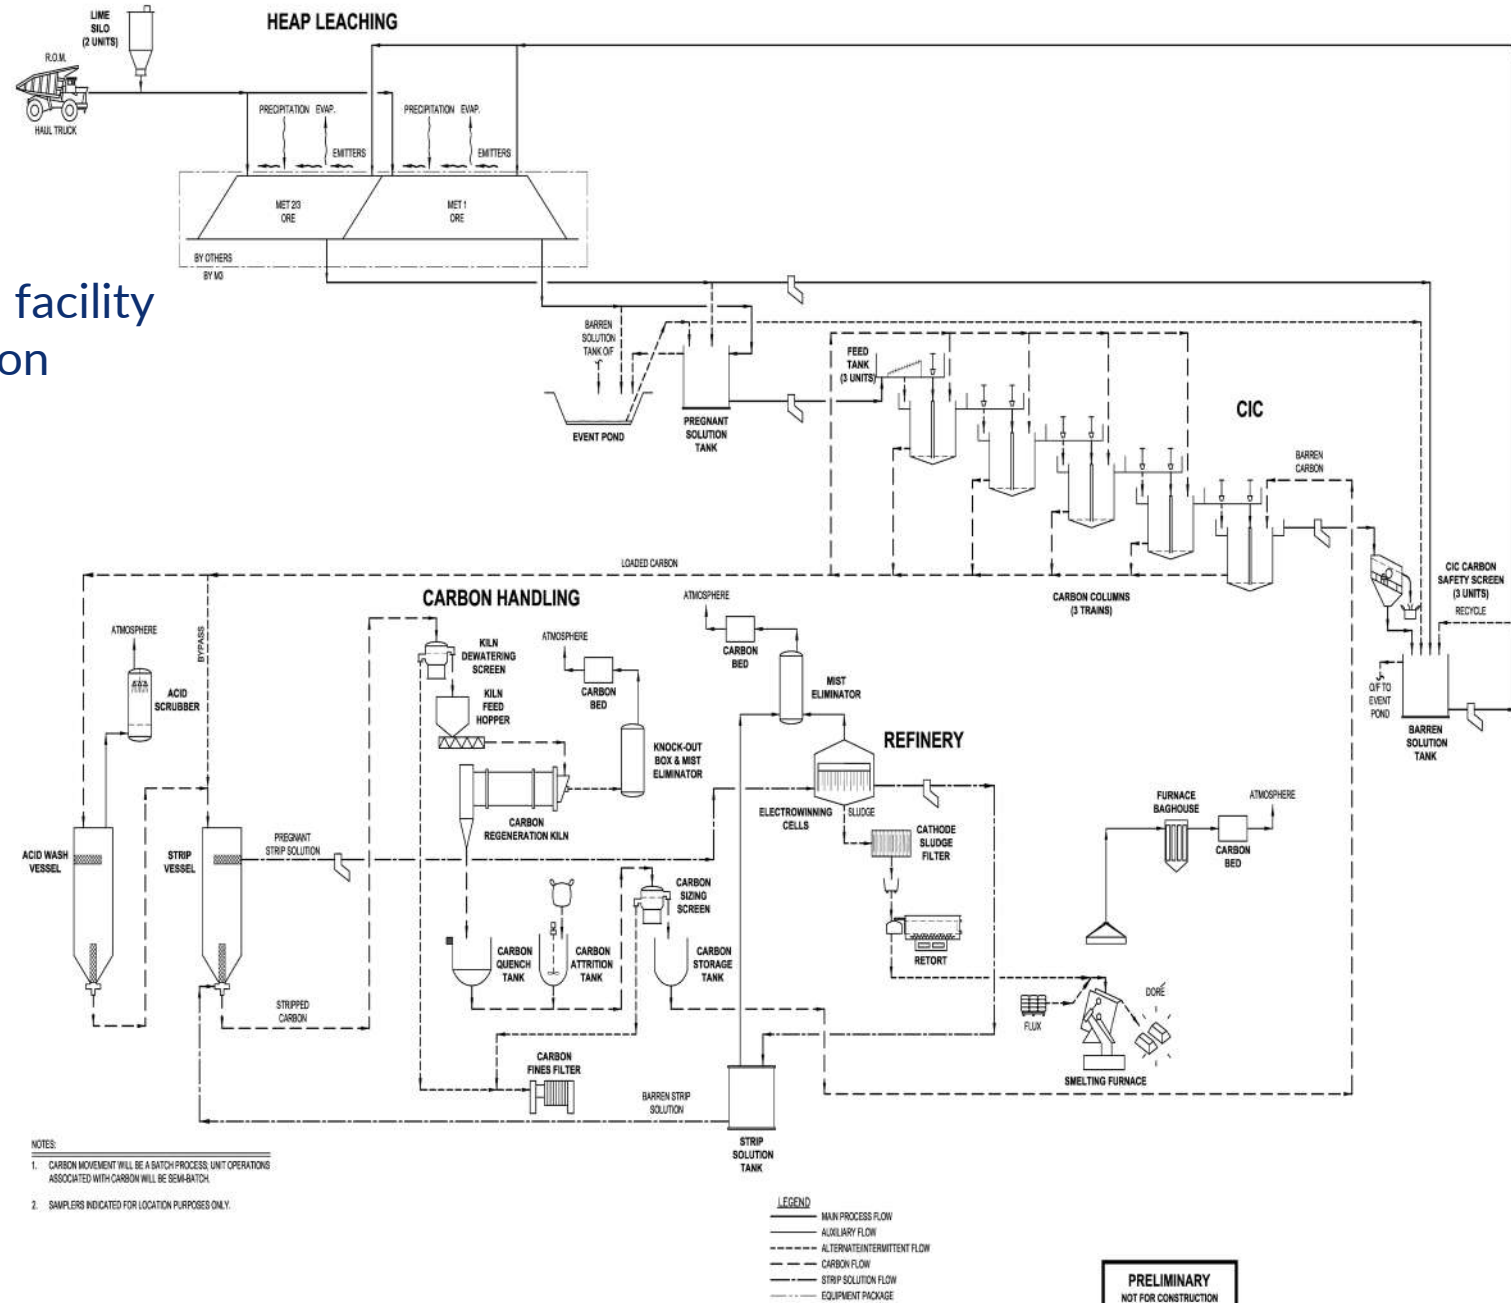 LIME
SILO
(2 UNITS)
HEAP LEACHING
R.O.M.
HAUL TRUCK
PRECIPITATION EVAP.
PRECIPITATION EVAP.
EMITTERS
EMITTERS
MET 2/3
ORE
MET 1
ORE
BY OTHERS
BY M3
facility
on
BARREN
SOLUTION
TANK O/F
EVENT POND
PREGNANT
SOLUTION
TANK
FEED
TANK
(3 UNITS)
CIC
BARREN
CARBON
LOADED CARBON
CARBON COLUMNS
(3 TRAINS)
CIC CARBON
SAFETY SCREEN
(3 UNITS)
RECYCLE
O/F TO
EVENT
POND
BARREN
SOLUTION
TANK
CARBON HANDLING
ATMOSPHERE
BYPASS
ACID
SCRUBBER
KILN
DEWATERING
SCREEN
KILN
FEED
HOPPER
ATMOSPHERE
CARBON
BED
KNOCK-OUT
BOX & MIST
ELIMINATOR
CARBON
REGENERATION KILN
ATMOSPHERE
CARBON
BED
MIST
ELIMINATOR
REFINERY
ELECTROWINNING
CELLS
SLUDGE
CATHODE
SLUDGE
FILTER
RETORT
FURNACE
BAGHOUSE
ATMOSPHERE
CARBON
BED
ACID WASH
VESSEL
STRIP
VESSEL
PREGNANT
STRIP SOLUTION
CARBON
SIZING
SCREEN
CARBON
QUENCH
TANK
CARBON
ATTRITION
TANK
CARBON
STORAGE
TANK
STRIPPED
CARBON
FLUX
DORÉ
SMELTING FURNACE
CARBON
FINES FILTER
BARREN STRIP
SOLUTION
STRIP
SOLUTION
TANK
NOTES:
1. CARBON MOVEMENT WILL BE A BATCH PROCESS; UNIT OPERATIONS
ASSOCIATED WITH CARBON WILL BE SEMI-BATCH.
2. SAMPLERS INDICATED FOR LOCATION PURPOSES ONLY.
LEGEND
MAIN PROCESS FLOW
AUXILIARY FLOW
ALTERNATE/INTERMITTENT FLOW
CARBON FLOW
STRIP SOLUTION FLOW
EQUIPMENT PACKAGE
PRELIMINARY
NOT FOR CONSTRUCTION